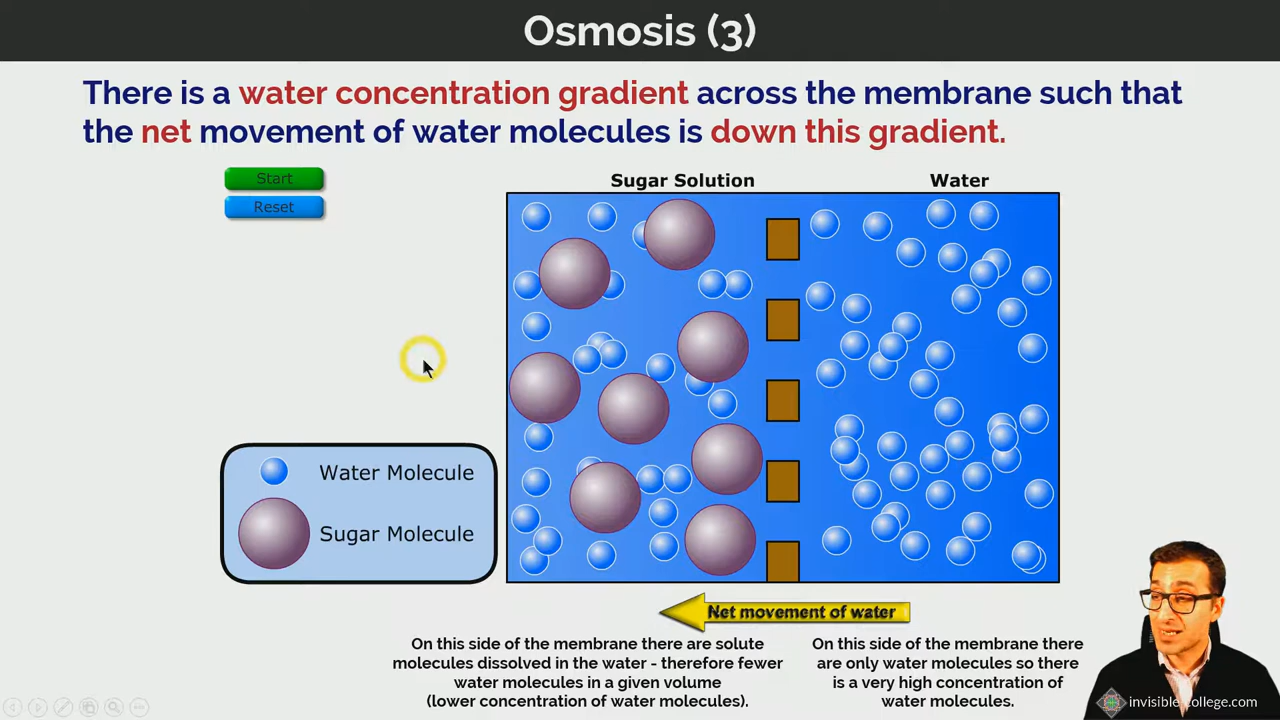 Osmosis (3)
There is a water concentration gradient across the membrane such that
the net movement of water molecules is down this gradient.
Start
Reset
Sugar Solution
Water
Water Molecule
Sugar Molecule
Net movement of water
On this side of the membrane there are solute
molecules dissolved in the water - therefore fewer
water molecules in a given volume
(lower concentration of water molecules).
On this side of the membrane there
are only water molecules so there
is a very high concentration of
water molecules.
invisible-college.com